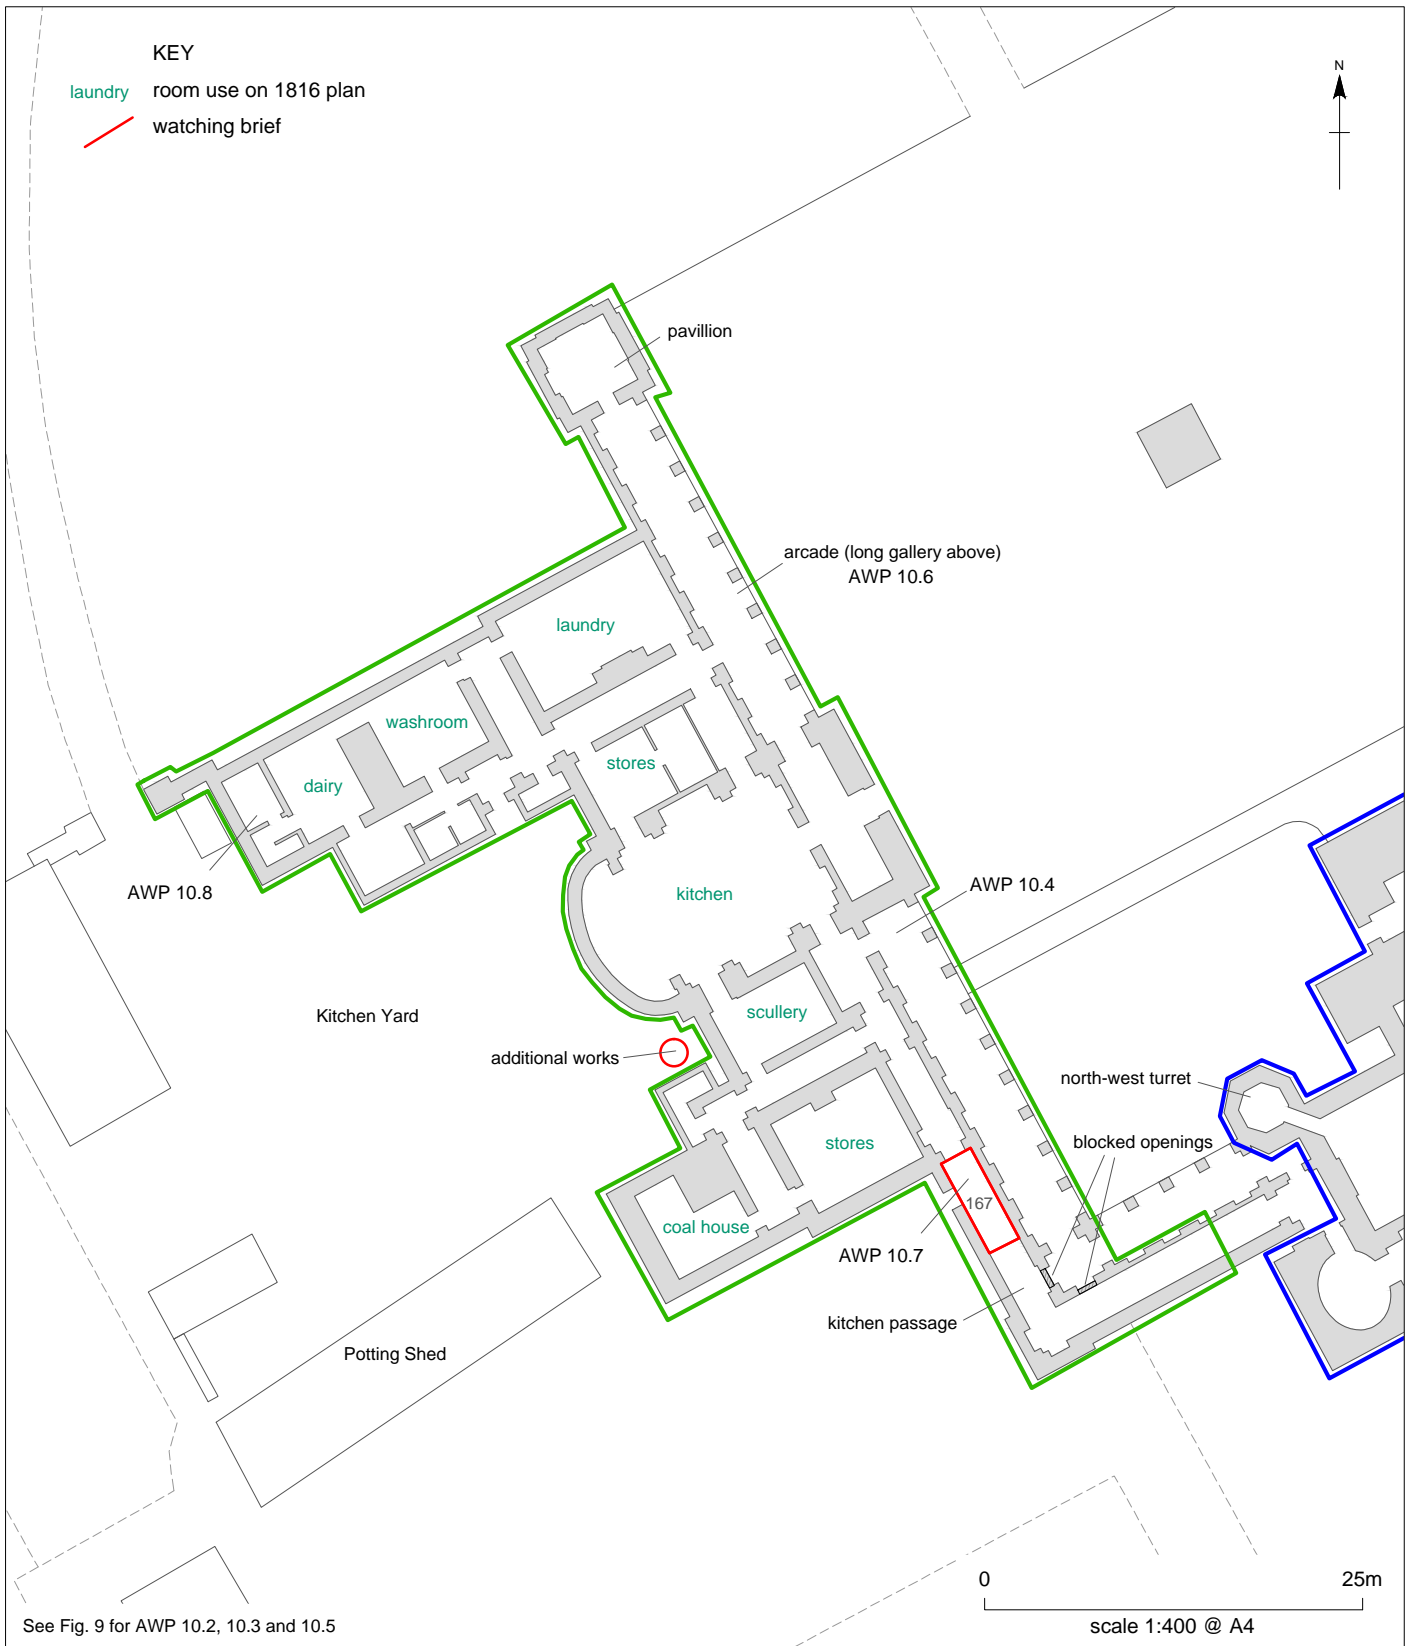 KEY
laundry room use on 1816 plan
watching brief
N
pavillion
arcade (long gallery above)
AWP 10.6
laundry
washroom
stores
dairy
AWP 10.8
kitchen
AWP 10.4
scullery
Kitchen Yard
additional works
north-west turret
blocked openings
stores
167
coal house
AWP 10.7
kitchen passage
Potting Shed
0 25m
scale 1:400 @ A4
See Fig. 9 for AWP 10.2, 10.3 and 10.5